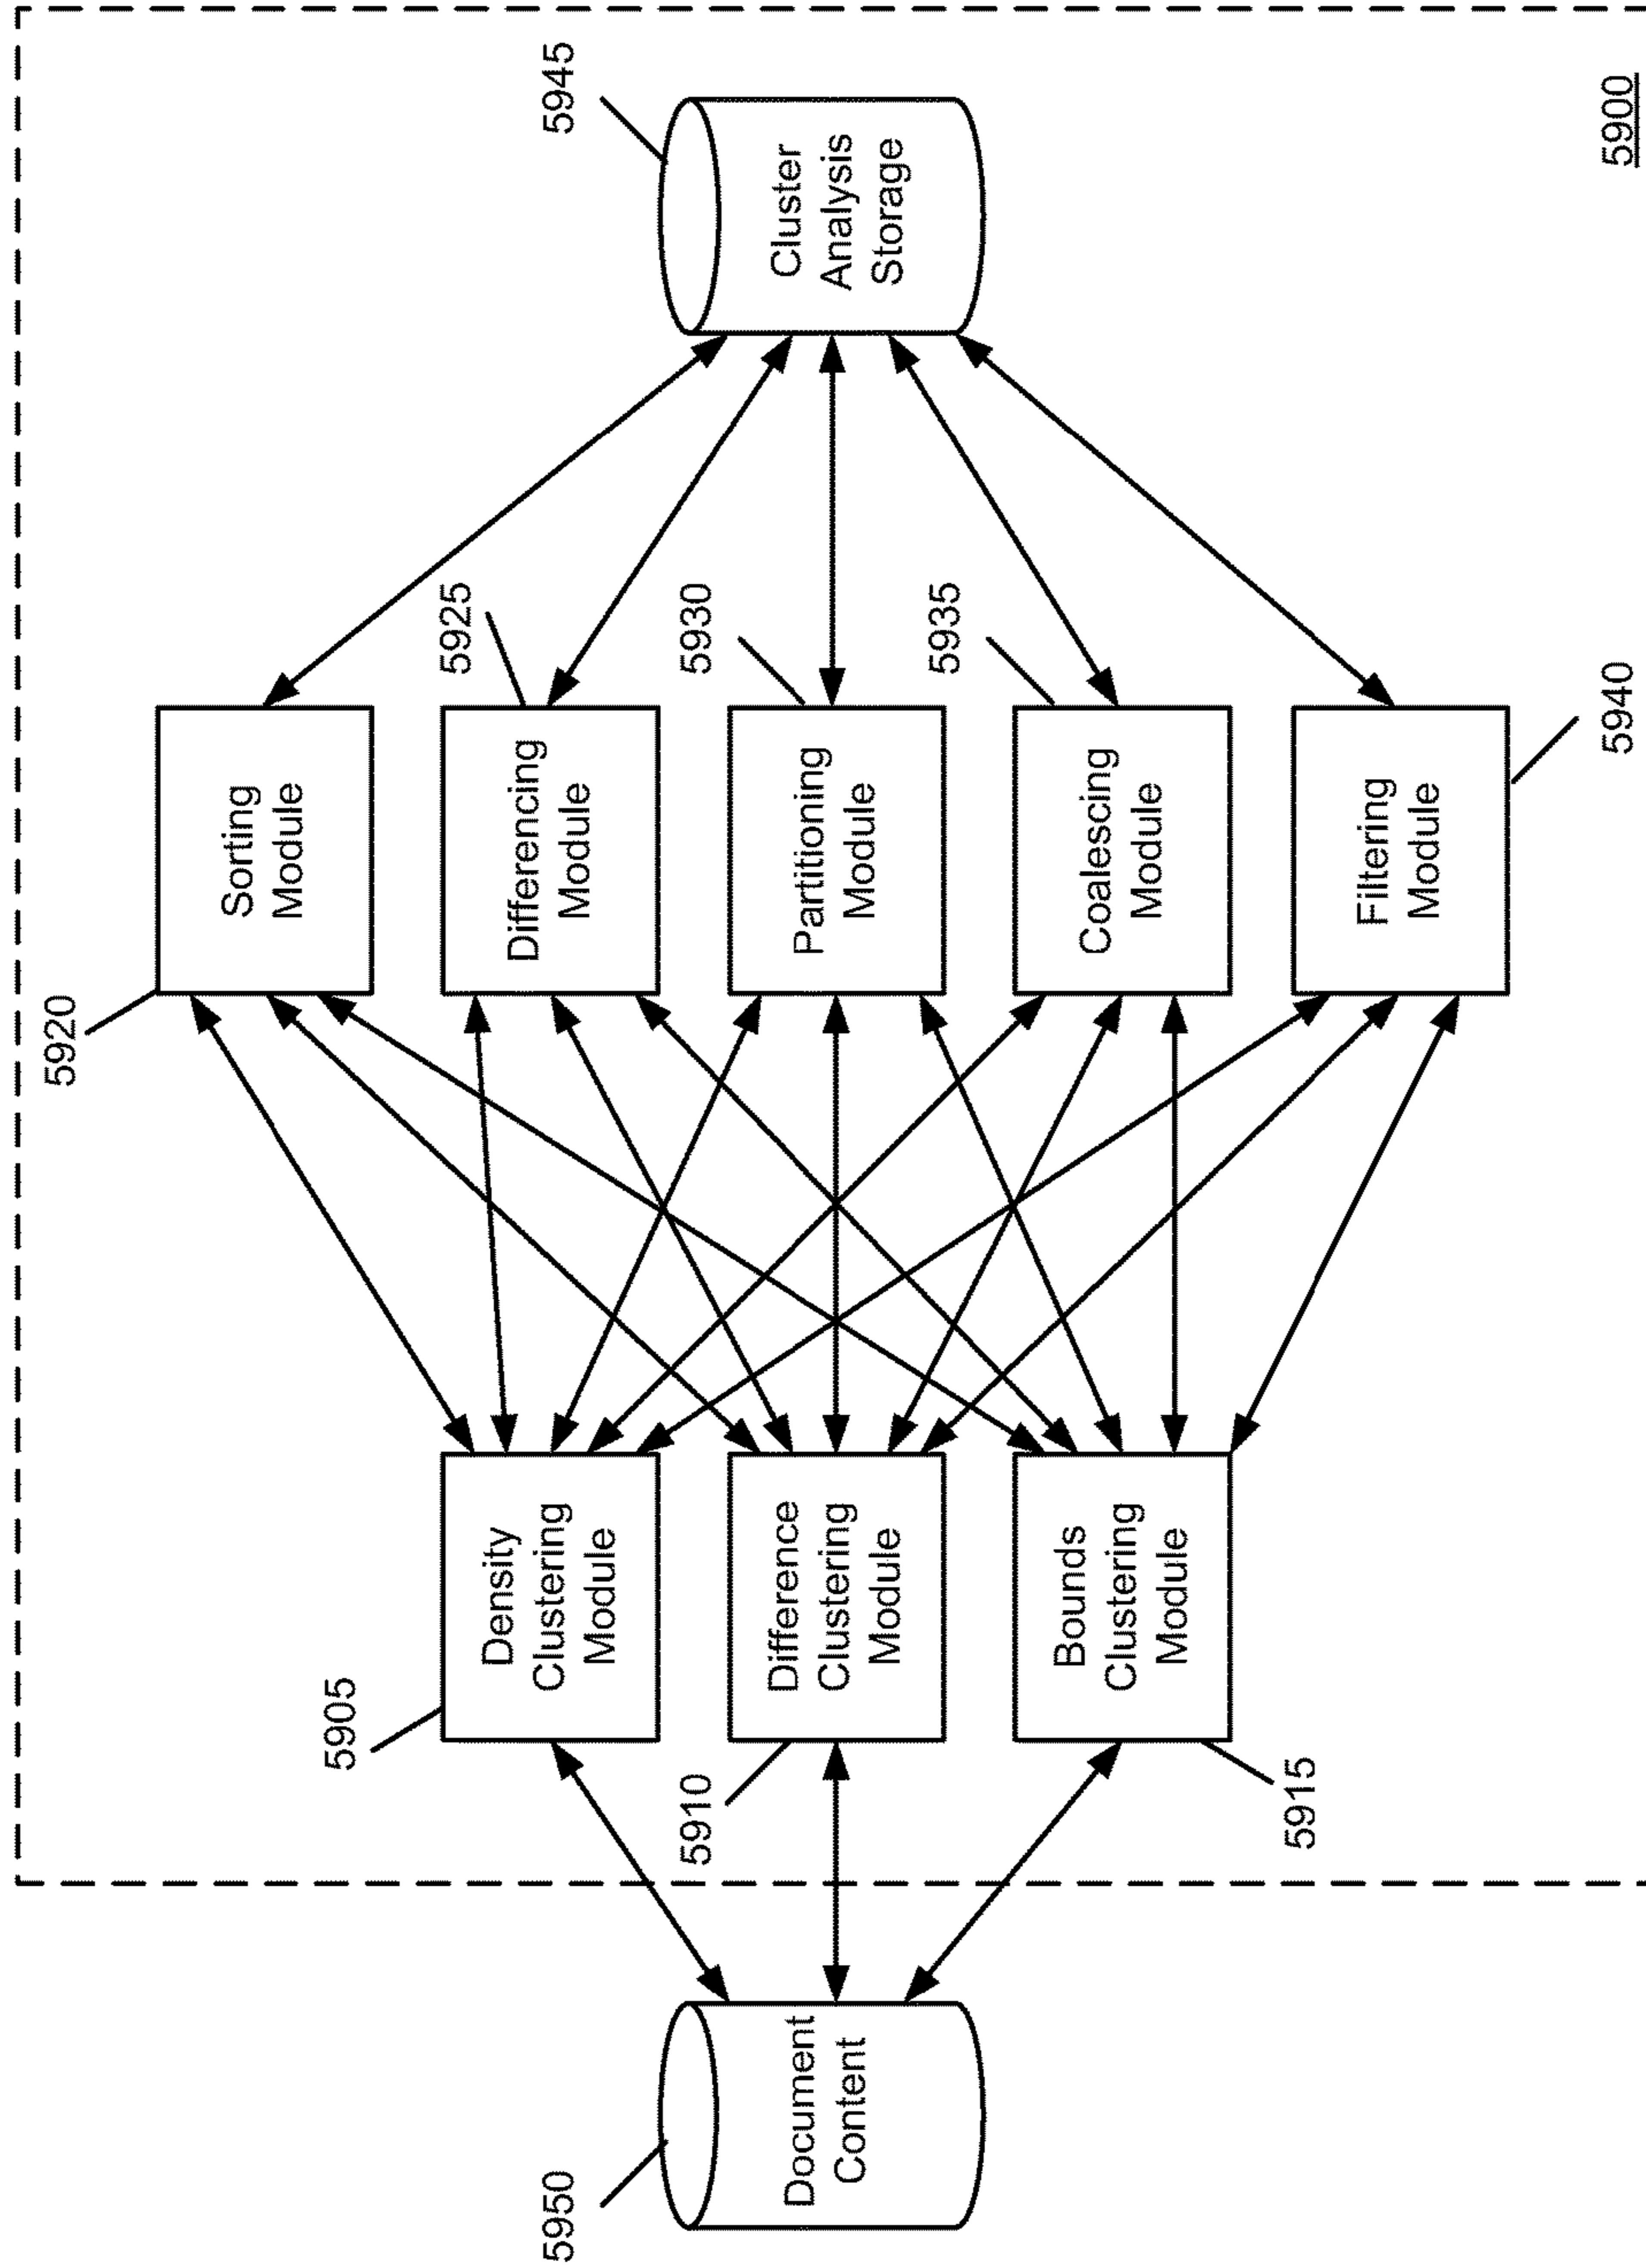 5950
Document
Content
5905
Density
Clustering
Module
5910
Difference
Clustering
Module
5915
Bounds
Clustering
Module
5920
Sorting
Module
5925
Differencing
Module
5930
Partitioning
Module
5935
Coalescing
Module
5940
Filtering
Module
5945
Cluster
Analysis
Storage
5900